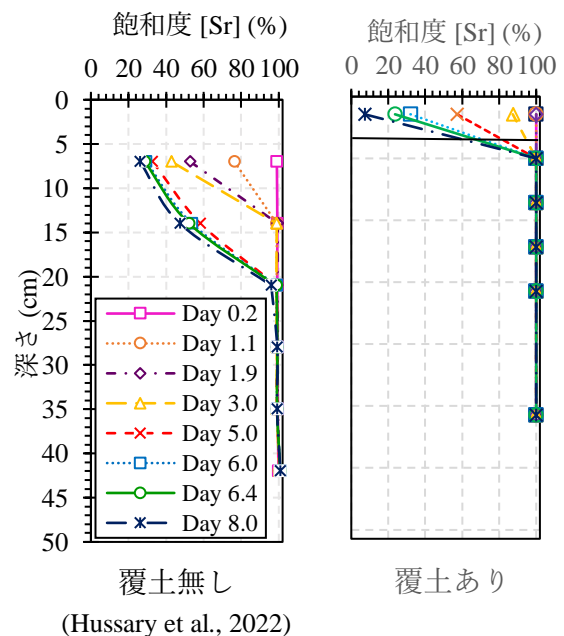 飽和度 [Sr] (%)
0 20 40 60 80 100
0
5
10
15
20
25
30
35
40
45
50
深さ (cm)
Day 0.2
Day 1.1
Day 1.9
Day 3.0
Day 5.0
Day 6.0
Day 6.4
Day 8.0
覆土無し
(Hussary et al., 2022)
飽和度 [Sr] (%)
0 20 40 60 80 100
覆土あり